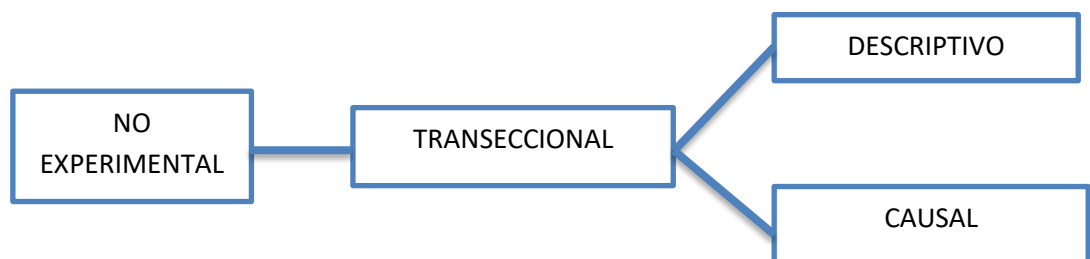 NO
EXPERIMENTAL
TRANSECCIONAL
DESCRIPTIVO
CAUSAL